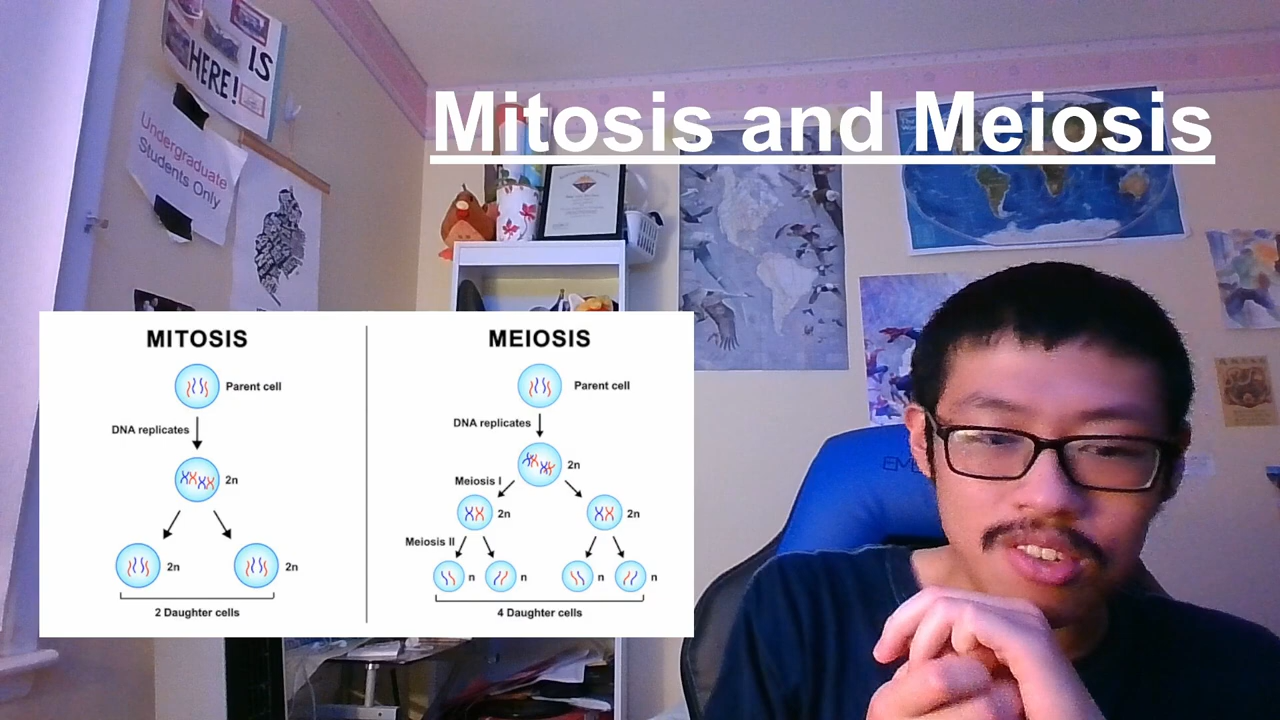 IS
HERE!
Undergraduate
Students Only
Mitosis and Meiosis
EM
MITOSIS
Parent cell
DNA replicates
2n
2n
2n
2 Daughter cells
MEIOSIS
Parent cell
DNA replicates
2n
Meiosis I
2n
2n
Meiosis II
n
n
n
n
4 Daughter cells